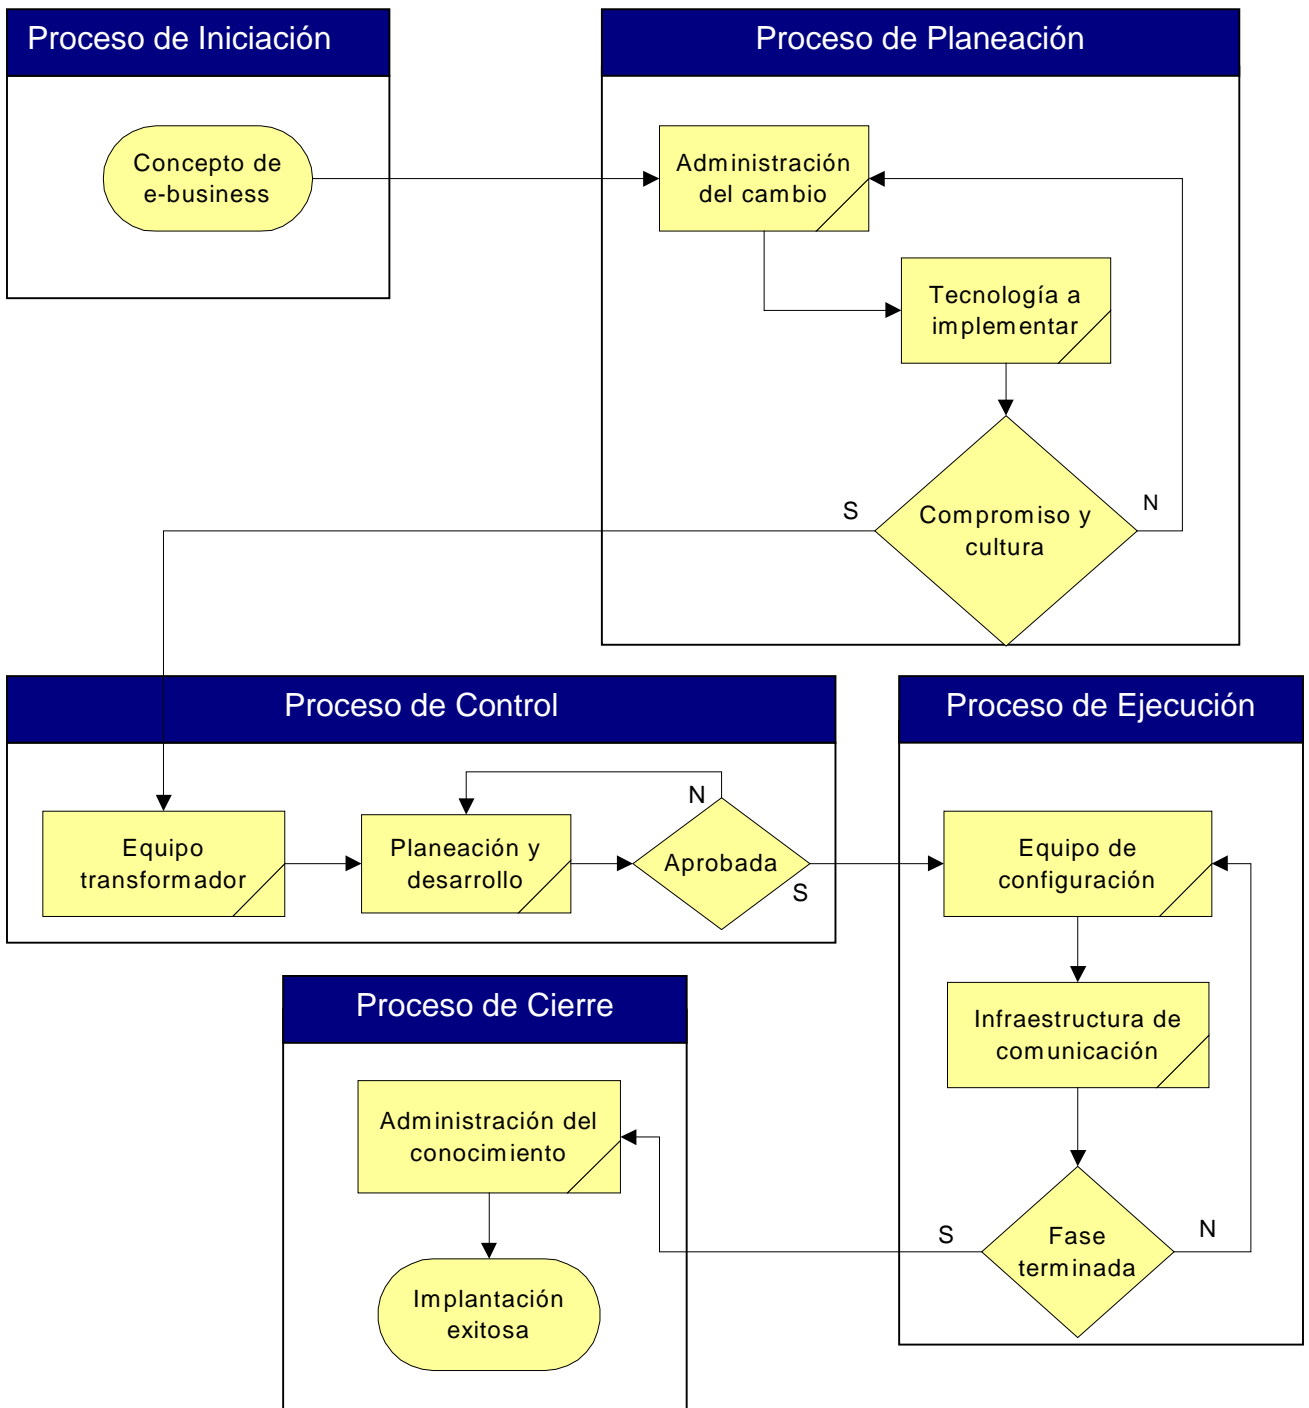 Proceso de Iniciación
Concepto de
e-business
Proceso de Planeación
Administración
del cambio
Tecnología a
implementar
Compromiso y
cultura
S
N
Proceso de Control
Equipo
transformador
Planeación y
desarrollo
N
Aprobada
S
Proceso de Ejecución
Equipo de
configuración
Infraestructura de
comunicación
Fase
terminada
S
N
Proceso de Cierre
Administración del
conocimiento
Implantación
exitosa